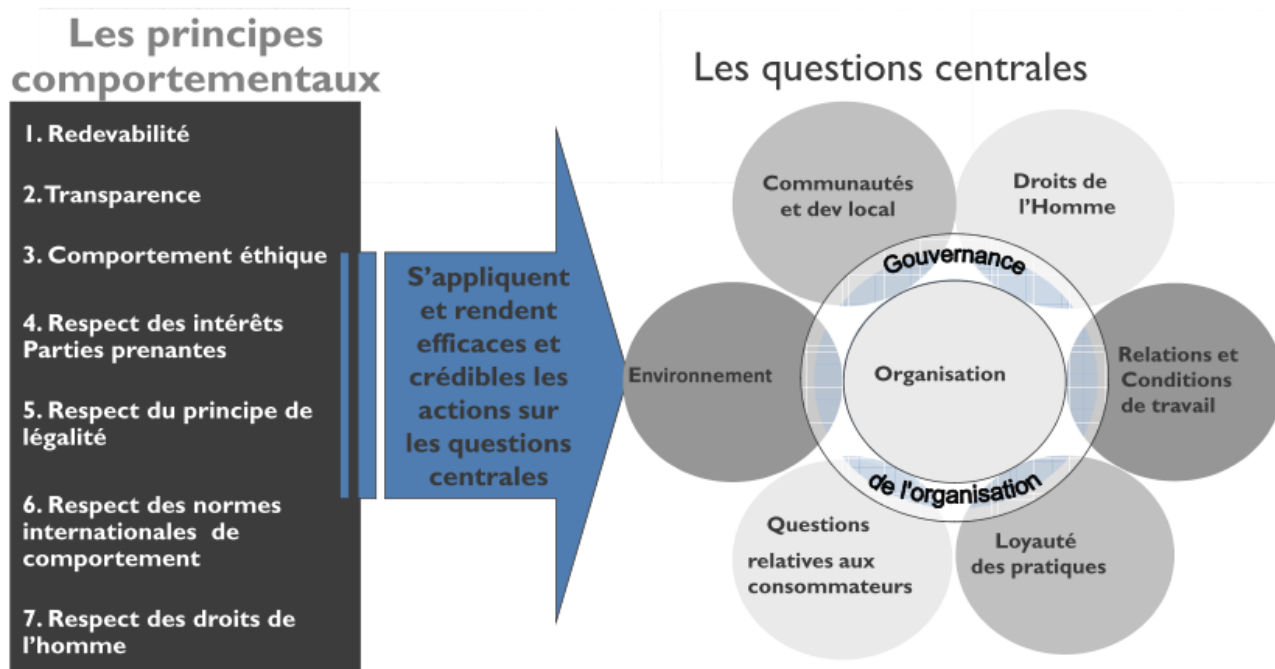 Les principes
comportementaux
1. Redevabilité
2. Transparence
3. Comportement éthique
4. Respect des intérêts
Parties prenantes
5. Respect du principe de
légalité
6. Respect des normes
internationales de
comportement
7. Respect des droits de
l'homme
S'appliquent
et rendent
efficaces et
crédibles les
actions sur
les questions
centrales
Les questions centrales
Communautés
et dev local
Droits de
l'Homme
Gouvernance
Environnement
Organisation
Relations et
Conditions
de travail
de l'organisation
Questions
relatives aux
consommateurs
Loyauté
des pratiques